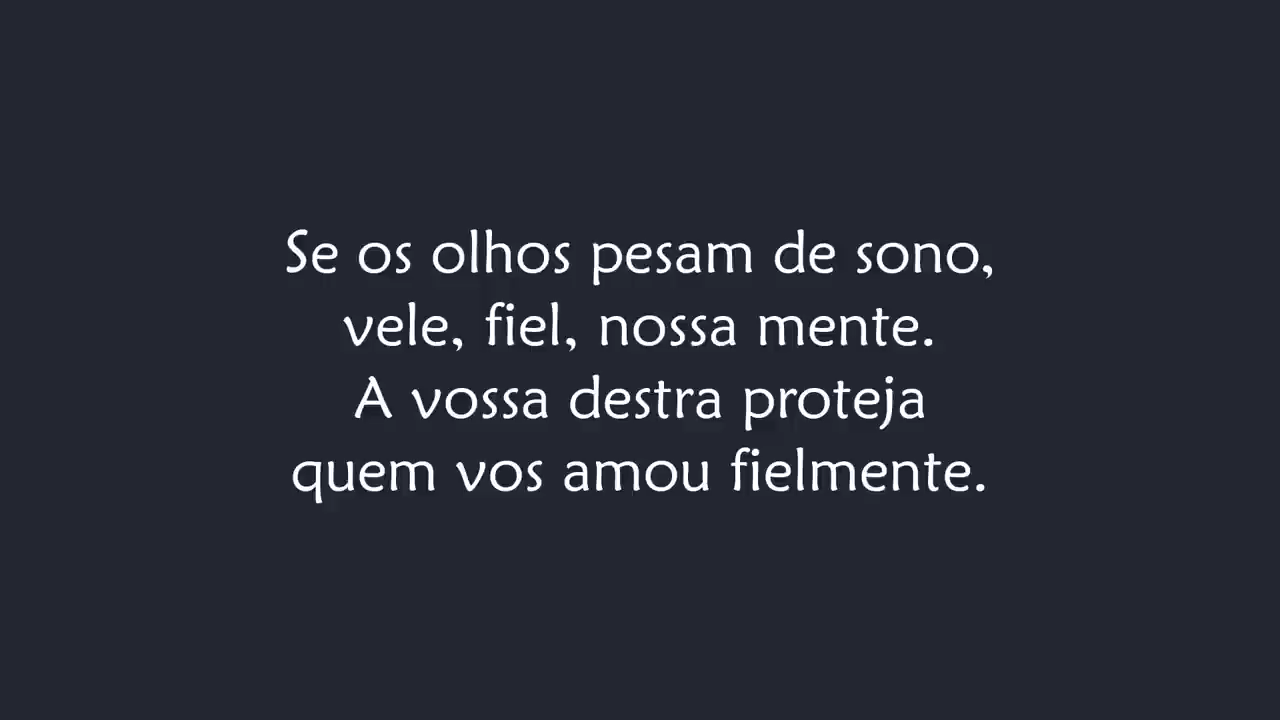 Se os olhos pesam de sono,
vele, fiel, nossa mente.
A vossa destra proteja
quem vos amou fielmente.